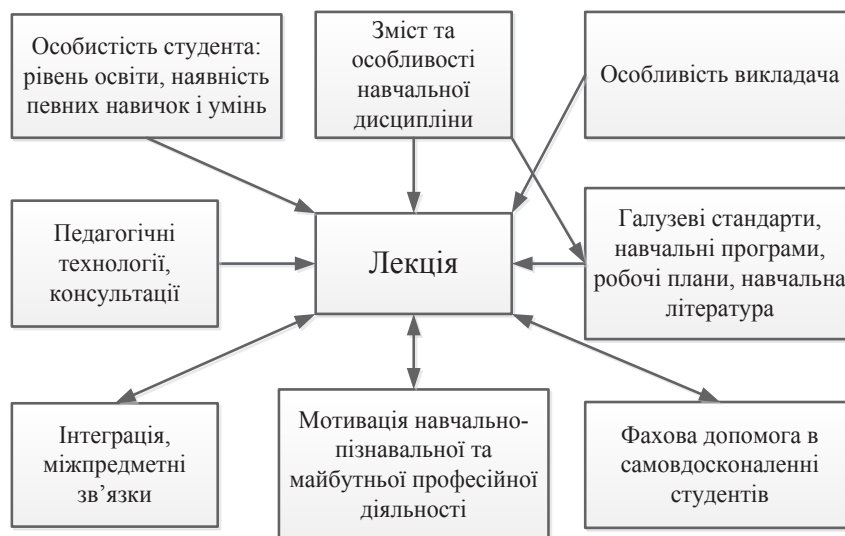 Особистість студента:
рівень освіти, наявність
певних навичок і умінь
Зміст та
особливості
навчальної
дисципліни
Особливість викладача
Педагогічні
технології,
консультації
Лекція
Галузеві стандарти,
навчальні програми,
робочі плани, навчальна
література
Інтеграція,
міжпредметні
зв’язки
Мотивація навчально-
пізнавальної та
майбутньої професійної
діяльності
Фахова допомога в
самовдосконаленні
студентів